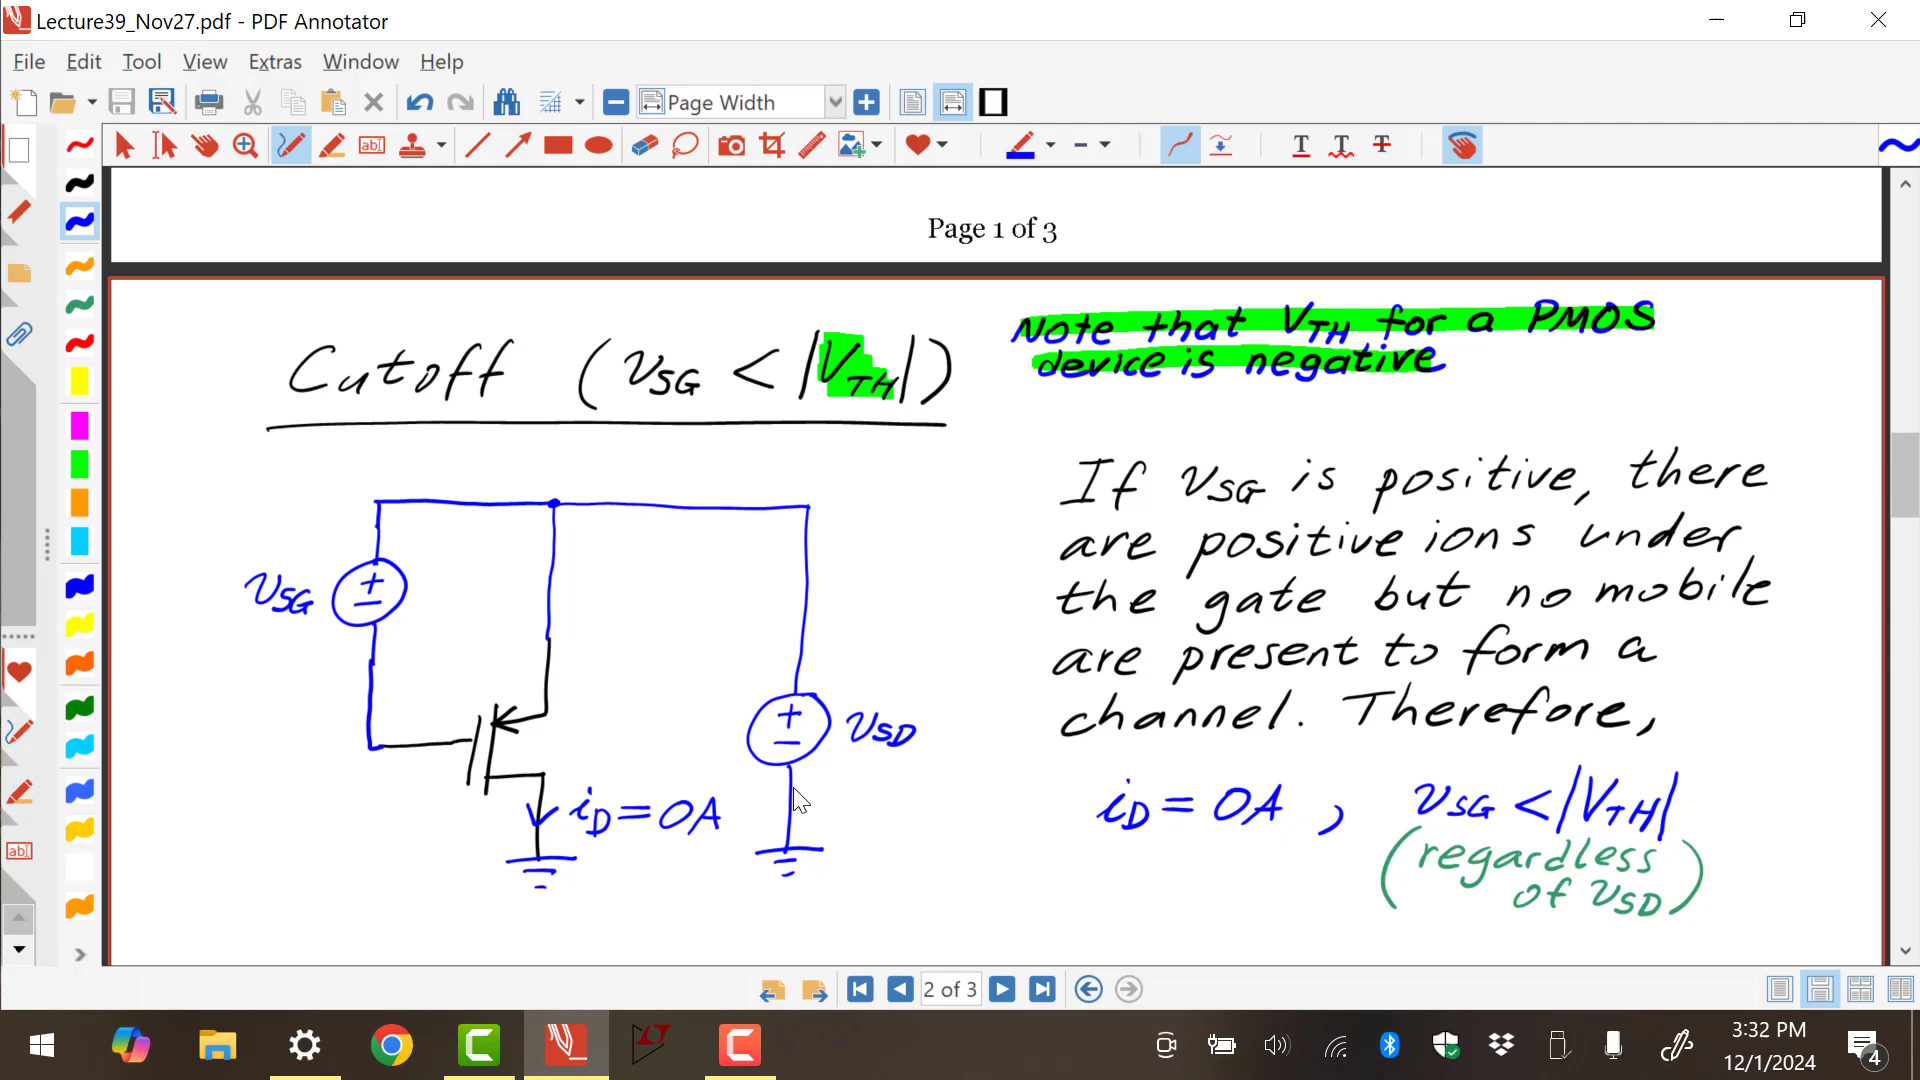 Lecture39_Nov27.pdf - PDF Annotator
File Edit Tool View Extras Window Help
Page Width
Page 1 of 3
Cutoff (vSG < |VTH|)
Note that VTH for a PMOS
device is negative
If vSG is positive, there
are positive ions under
the gate but no mobile
are present to form a
channel. Therefore,
iD = 0A, vSG < |VTH|
(regardless
of vSD)
vSG
+
−
+
−
vSD
iD = 0A
2 of 3
3:32 PM
12/1/2024
4